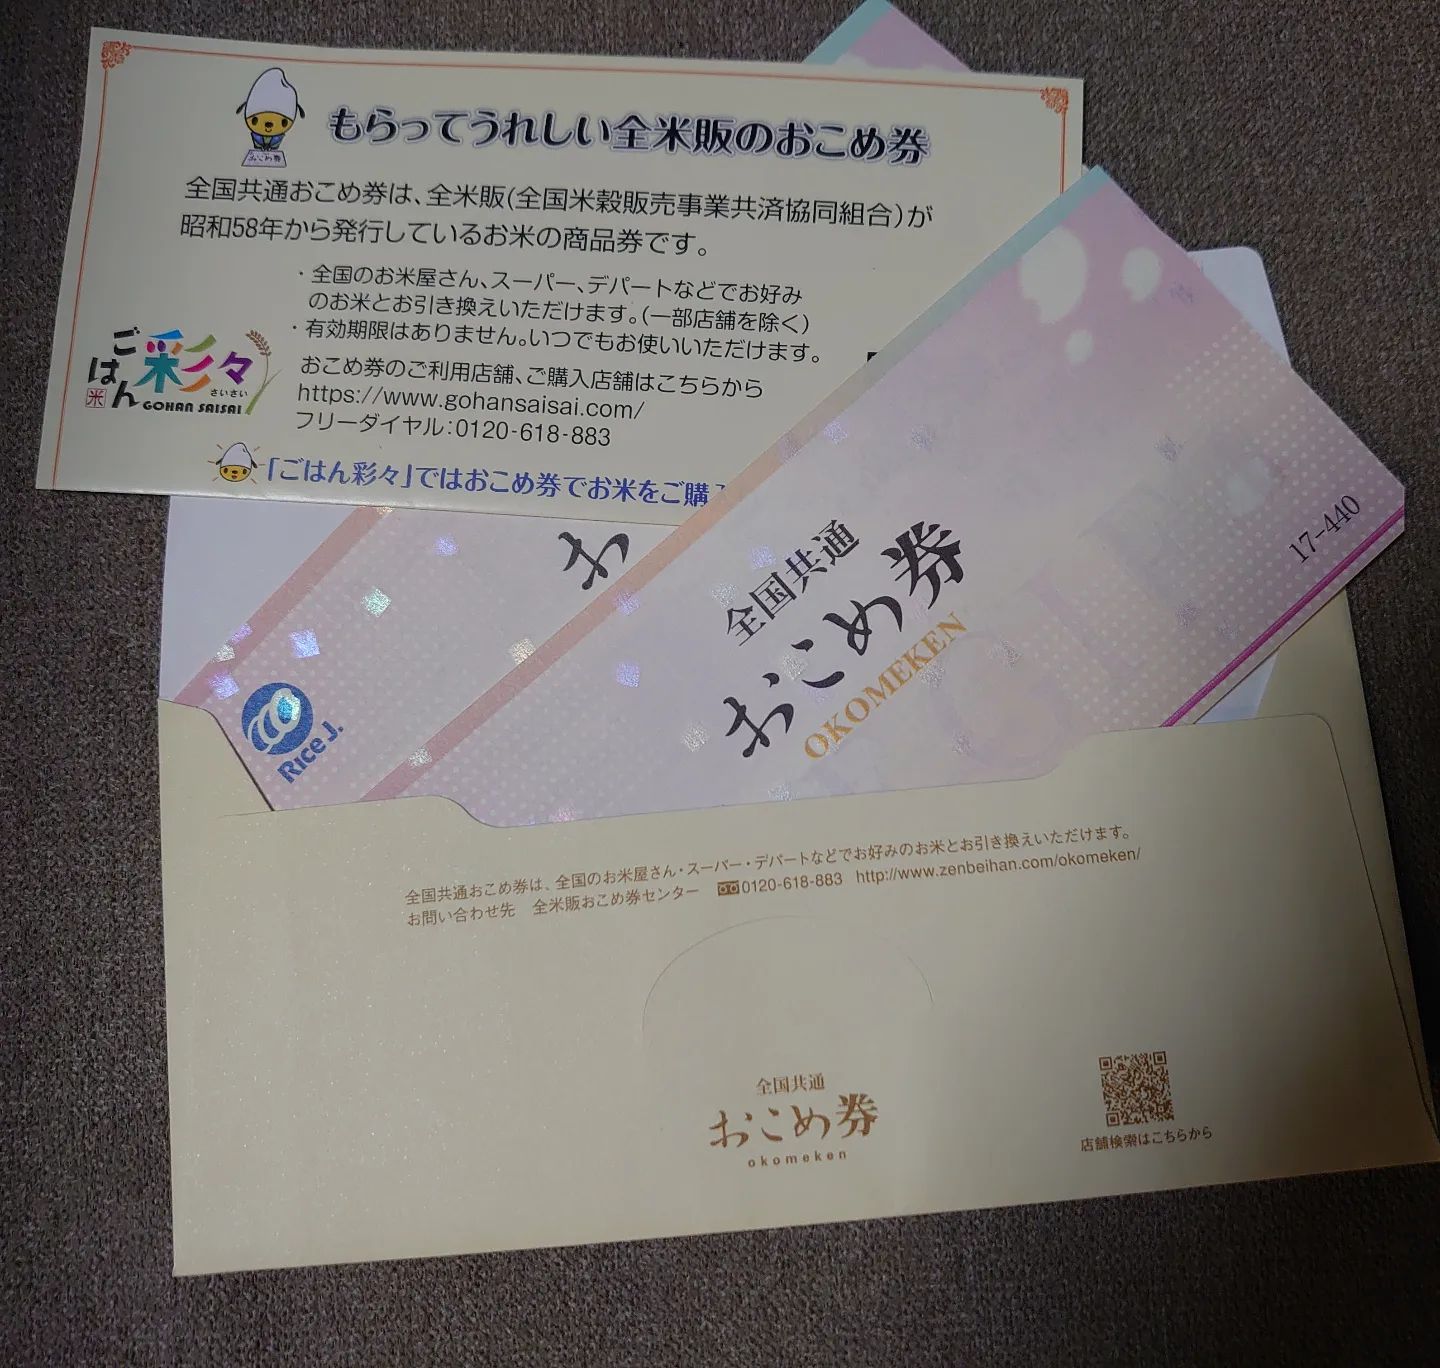 おこめ券
もらってうれしい全米販のおこめ券
全国共通おこめ券は、全米販(全国米穀販売事業共済協同組合)が
昭和58年から発行しているお米の商品券です。
・全国のお米屋さん、スーパー、デパートなどでお好み
のお米とお引き換えいただけます。(一部店舗を除く)
・有効期限はありません。いつでもお使いいただけます。
おこめ券のご利用店舗、ご購入店舗はこちらから
https://www.gohansaisai.com/
フリーダイヤル:0120-618-883
ごはん彩々
さいさい
米
GOHAN SAISAI
「ごはん彩々」ではおこめ券でお米をご購
お
Rice J.
全国共通
おこめ券
OKOMEKEN
17-440
全国共通おこめ券は、全国のお米屋さん・スーパー・デパートなどでお好みのお米とお引き換えいただけます。
お問い合わせ先 全米販おこめ券センター 0120-618-883 http://www.zenbeihan.com/okomeken/
全国共通
おこめ券
okomeken
店舗検索はこちらから